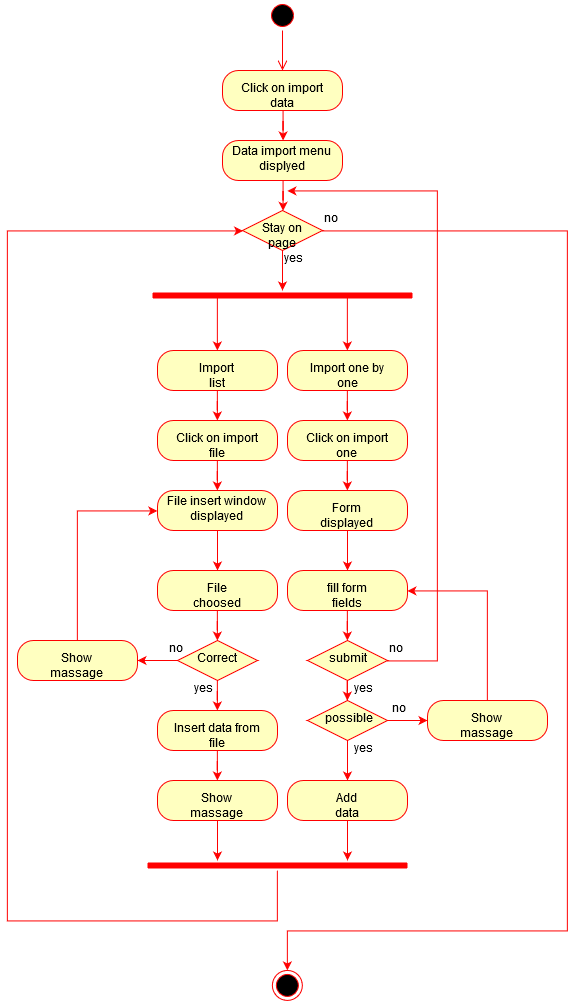 Click on import
data
Data import menu
displyed
no
Stay on
page
yes
Import
list
Import one by
one
Click on import
file
Click on import
one
File insert window
displayed
Form
displayed
File
choosed
fill form
fields
no
Correct
submit
no
Show
massage
yes
yes
no
possible
Insert data from
file
Show
massage
yes
Show
massage
Add
data